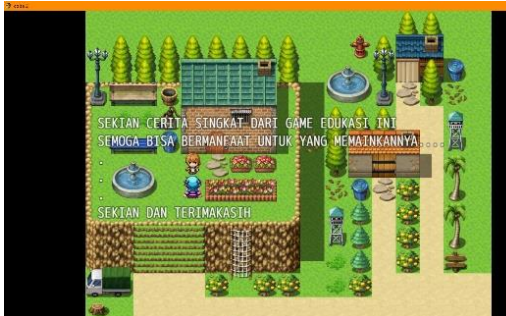 SEKIAN CERITA SINGKAT DARI GAME EDUKASI INI
SEMOGA BISA BERMANFAAT UNTUK YANG MEMAINKANNYA.....
.
.
.
SEKIAN DAN TERIMAKASIH